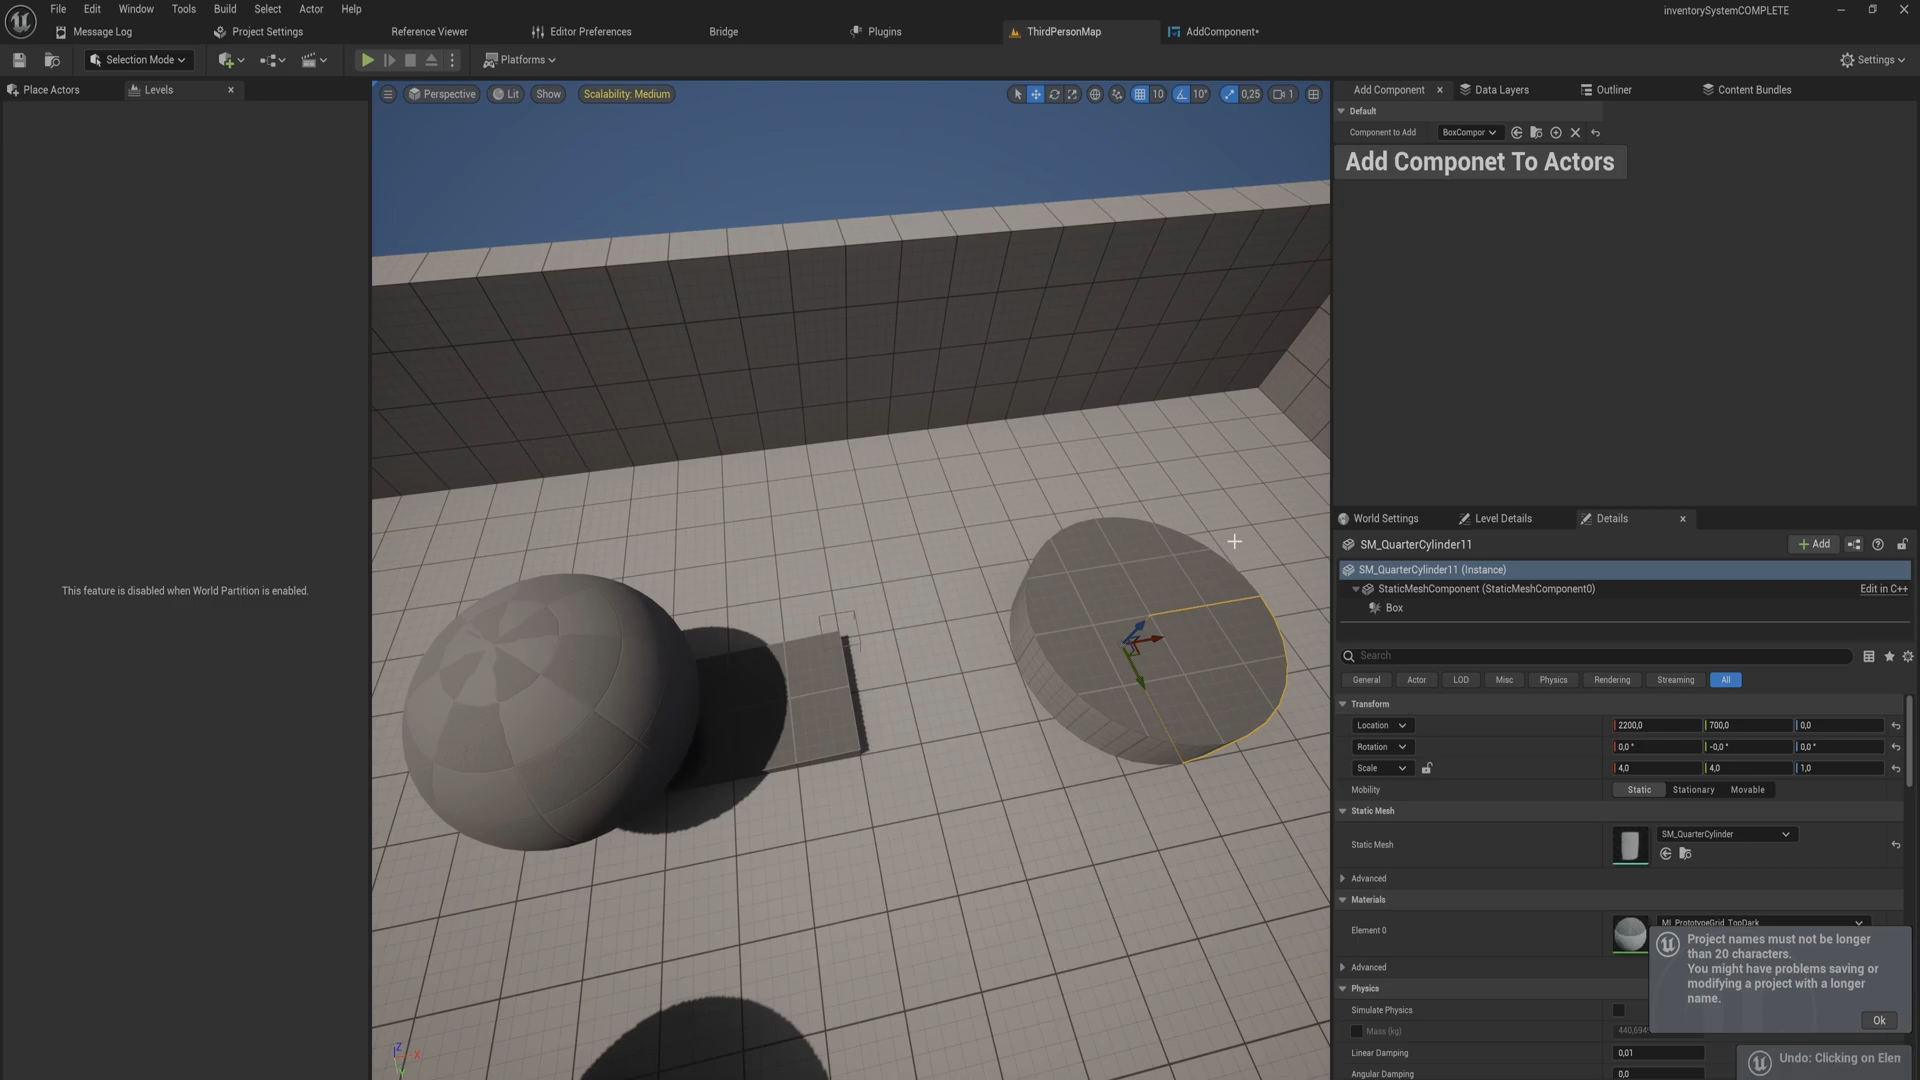 File Edit Window Tools Build Select Actor Help
inventorySystemCOMPLETE
Message Log
Project Settings
Reference Viewer
Editor Preferences
Bridge
Plugins
ThirdPersonMap
AddComponent*
Selection Mode
Platforms
Settings
Place Actors
Levels
This feature is disabled when World Partition is enabled.
Perspective
Lit
Show
Scalability: Medium
10
10°
0,25
1
Add Component
Data Layers
Outliner
Content Bundles
Default
Component to Add
BoxCompor
Add Componet To Actors
World Settings
Level Details
Details
SM_QuarterCylinder11
Add
SM_QuarterCylinder11 (Instance)
StaticMeshComponent (StaticMeshComponent0)
Edit in C++
Box
Search
General
Actor
LOD
Misc
Physics
Rendering
Streaming
All
Transform
Location
2200,0
700,0
0,0
Rotation
0,0 °
-0,0 °
0,0 °
Scale
4,0
4,0
1,0
Mobility
Static
Stationary
Movable
Static Mesh
Static Mesh
SM_QuarterCylinder
Advanced
Materials
Element 0
MI_PrototypeGrid_TopDark
Advanced
Physics
Simulate Physics
Mass (kg)
Linear Damping
0,01
Angular Damping
0,0
Project names must not be longer
than 20 characters.
You might have problems saving or
modifying a project with a longer
name.
Ok
Undo: Clicking on Elen
Z
X
Y